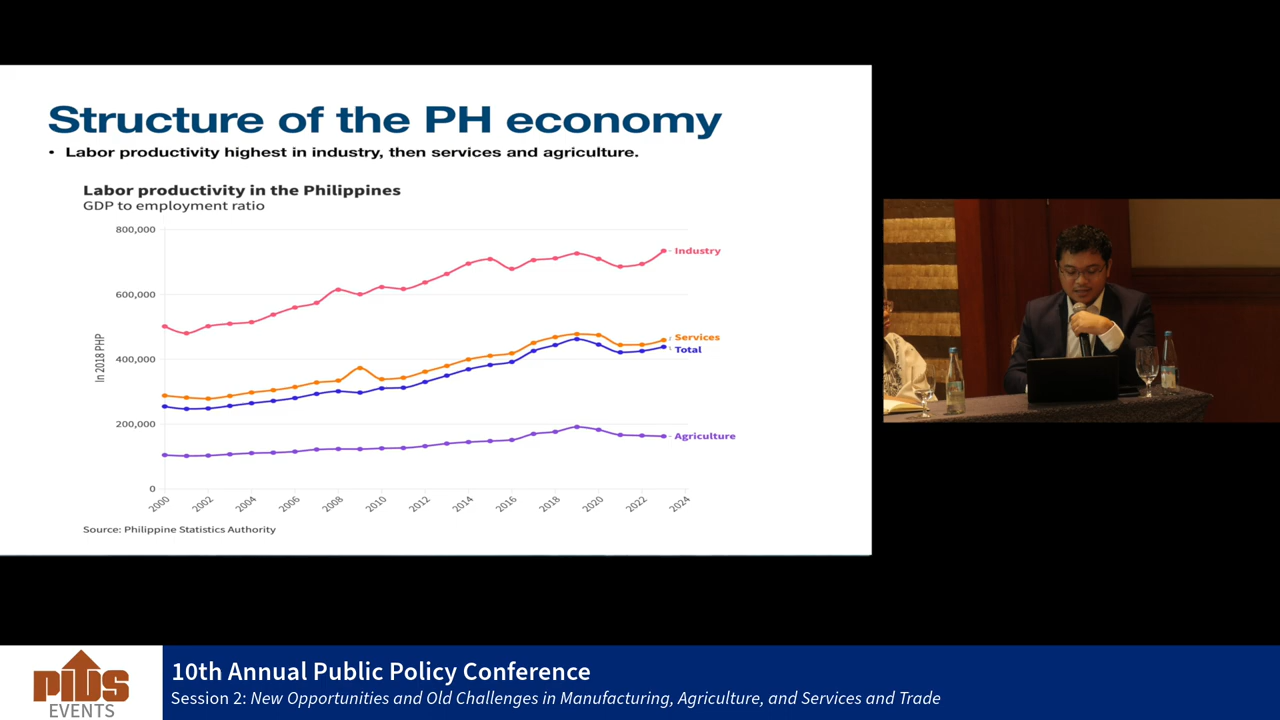 Structure of the PH economy
• Labor productivity highest in industry, then services and agriculture.
Labor productivity in the Philippines
GDP to employment ratio
In 2018 PHP
800,000
600,000
400,000
200,000
0
Industry
Services
Total
Agriculture
2000 2002 2004 2006 2008 2010 2012 2014 2016 2018 2020 2022 2024
Source: Philippine Statistics Authority
PIDS
EVENTS
10th Annual Public Policy Conference
Session 2: New Opportunities and Old Challenges in Manufacturing, Agriculture, and Services and Trade